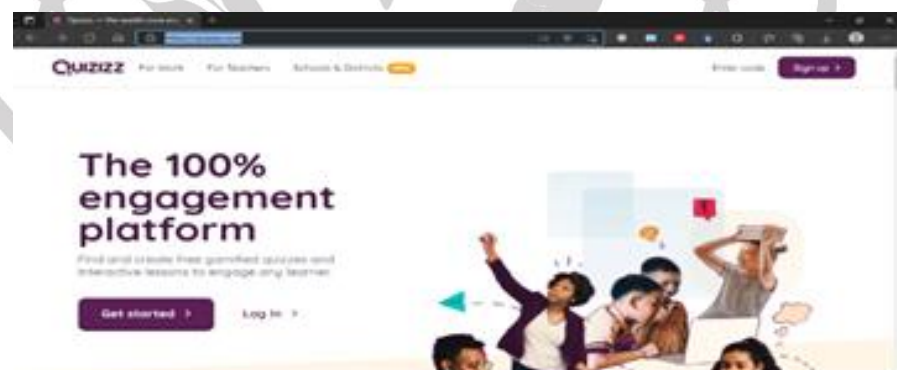 QUIZIZZ For Work For Teachers Schools & Districts Enter code Sign up >
The 100%
engagement
platform
Find and create free gamified quizzes and
interactive lessons to engage any learner
Get started > Log in >